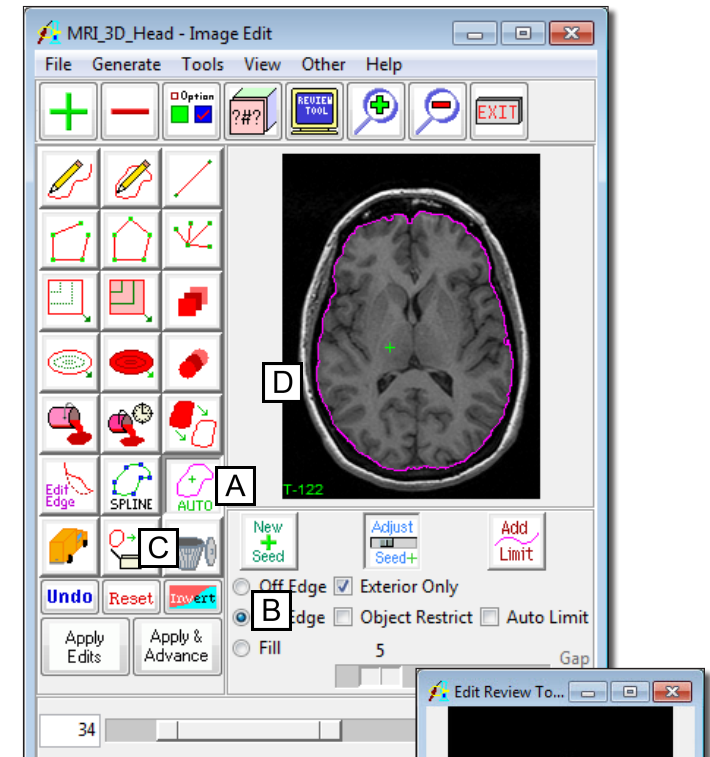 MRI_3D_Head - Image Edit
File Generate Tools View Other Help
Option
?#?
REVIEW
TOOL
EXIT
D
T-122
Edit
Edge
SPLINE
AUTO
A
C
New
Seed
Adjust
Seed+
Add
Limit
Undo Reset Invert
Off Edge Exterior Only
B
Edge Object Restrict Auto Limit
Fill 5
Gap
Apply
Edits
Apply &
Advance
34
Edit Review To...